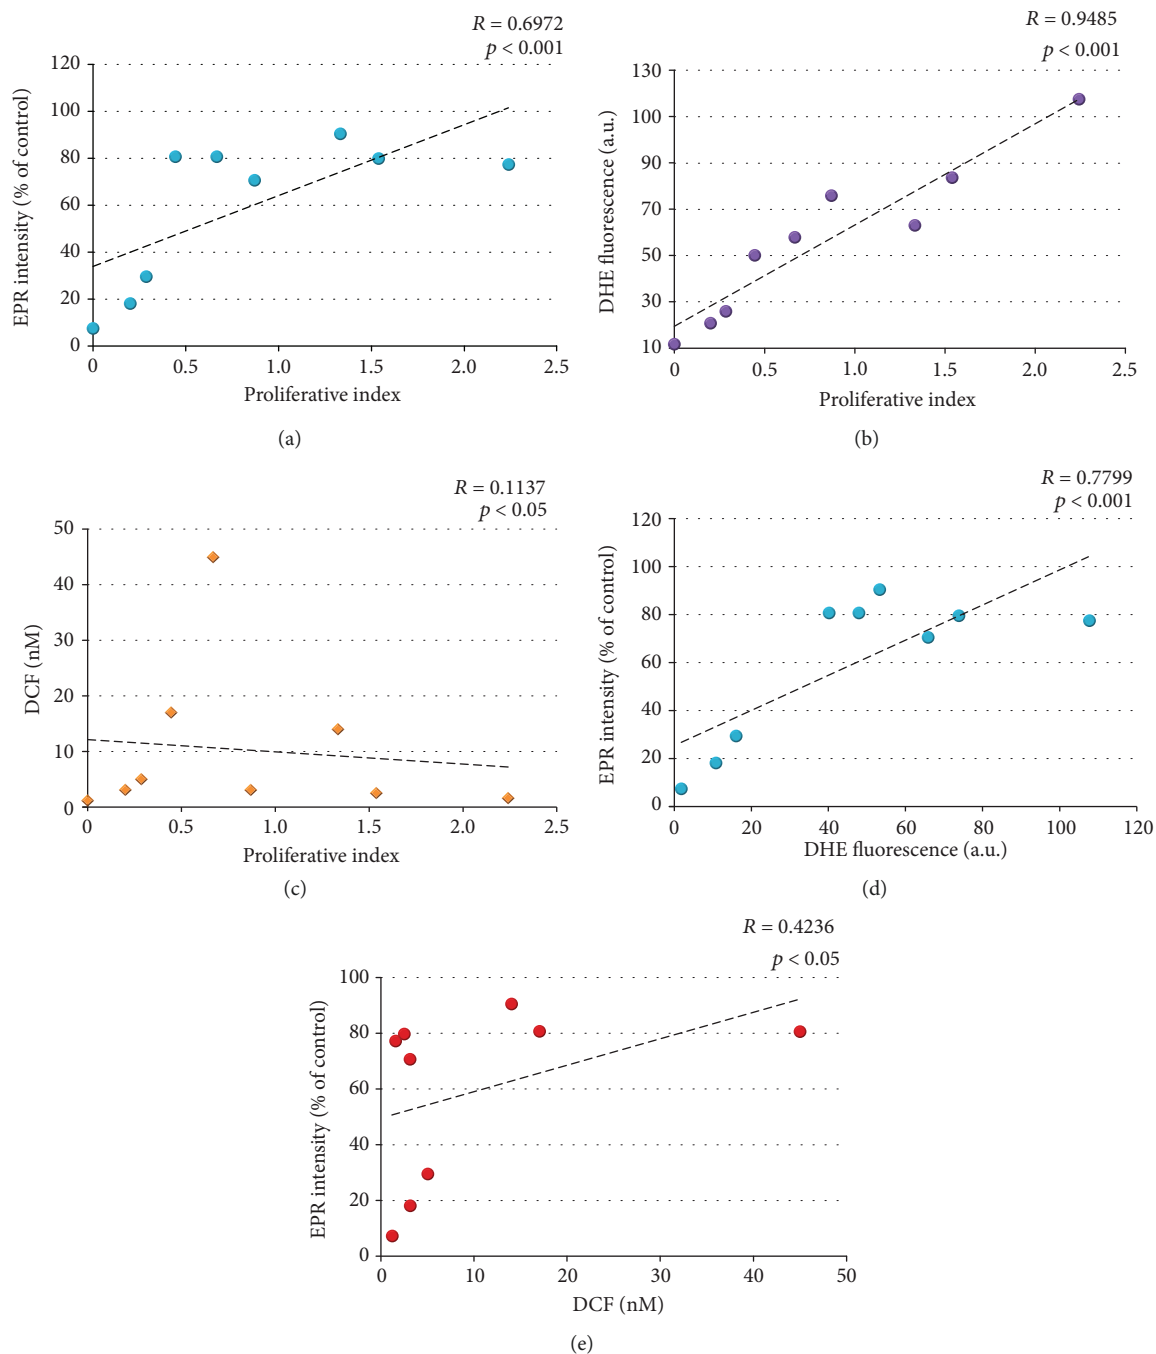 R = 0.6972
p < 0.001
120
100
80
60
40
20
0
EPR intensity (% of control)
0 0.5 1.0 1.5 2.0 2.5
Proliferative index
(a)
R = 0.9485
p < 0.001
130
100
90
70
50
30
10
DHE fluorescence (a.u.)
0 0.5 1.0 1.5 2.0 2.5
Proliferative index
(b)
R = 0.1137
p < 0.05
50
40
30
20
10
0
DCF (nM)
0 0.5 1.0 1.5 2.0 2.5
Proliferative index
(c)
R = 0.7799
p < 0.001
120
100
80
60
40
20
0
EPR intensity (% of control)
0 20 40 60 80 100 120
DHE fluorescence (a.u.)
(d)
R = 0.4236
p < 0.05
100
80
60
40
20
0
EPR intensity (% of control)
0 10 20 30 40 50
DCF (nM)
(e)